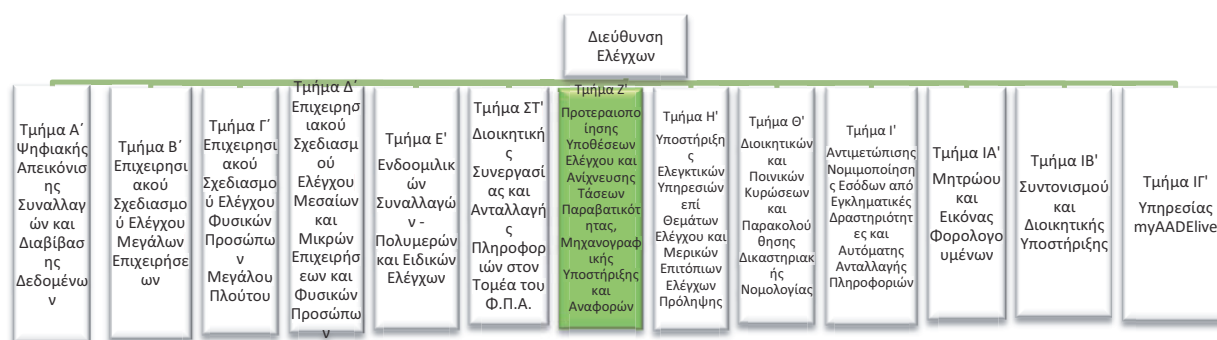 Διεύθυνση
Ελέγχων
Τμήμα Α΄
Ψηφιακής
Απεικόνισ
ης
Συναλλαγ
ών και
Διαβίβασ
ης
Δεδομένω
ν
Τμήμα Β΄
Επιχειρησι
ακού
Σχεδιασμο
ύ Ελέγχου
Μεγάλων
Επιχειρήσ
εων
Τμήμα Γ΄
Επιχειρησι
ακού
Σχεδιασμο
ύ Ελέγχου
Φυσικών
Προσώπω
ν
Μεγάλου
Πλούτου
Τμήμα Δ΄
Επιχειρησ
ιακού
Σχεδιασμ
ού
Ελέγχου
Μεσαίων
και
Μικρών
Επιχειρήσ
εων και
Φυσικών
Προσώπω
ν
Τμήμα Ε'
Ενδοομιλικ
ών
Συναλλαγώ
ν -
Πολυμερών
και Ειδικών
Ελέγχων
Τμήμα ΣΤ'
Διοικητική
ς
Συνεργασί
ας και
Ανταλλαγή
ς
Πληροφορ
ιών στον
Τομέα του
Φ.Π.Α.
Τμήμα Ζ'
Προτεραιοπο
ίησης
Υποθέσεων
Ελέγχου και
Ανίχνευσης
Τάσεων
Παραβατικότ
ητας,
Μηχανογραφ
ικής
Υποστήριξης
και
Αναφορών
Τμήμα Η'
Υποστήριξη
ς
Ελεγκτικών
Υπηρεσιών
επί
Θεμάτων
Ελέγχου και
Μερικών
Επιτόπιων
Ελέγχων
Πρόληψης
Τμήμα Θ'
Διοικητικών
και
Ποινικών
Κυρώσεων
και
Παρακολού
θησης
Δικαστηριακ
ής
Νομολογίας
Τμήμα Ι'
Αντιμετώπισης
Νομιμοποίηση
ς Εσόδων από
Εγκληματικές
Δραστηριότητ
ες και
Αυτόματης
Ανταλλαγής
Πληροφοριών
Τμήμα ΙΑ'
Μητρώου
και
Εικόνας
Φορολογο
υμένων
Τμήμα ΙΒ'
Συντονισμού
και
Διοικητικής
Υποστήριξης
Τμήμα ΙΓ'
Υπηρεσίας
myAADElive